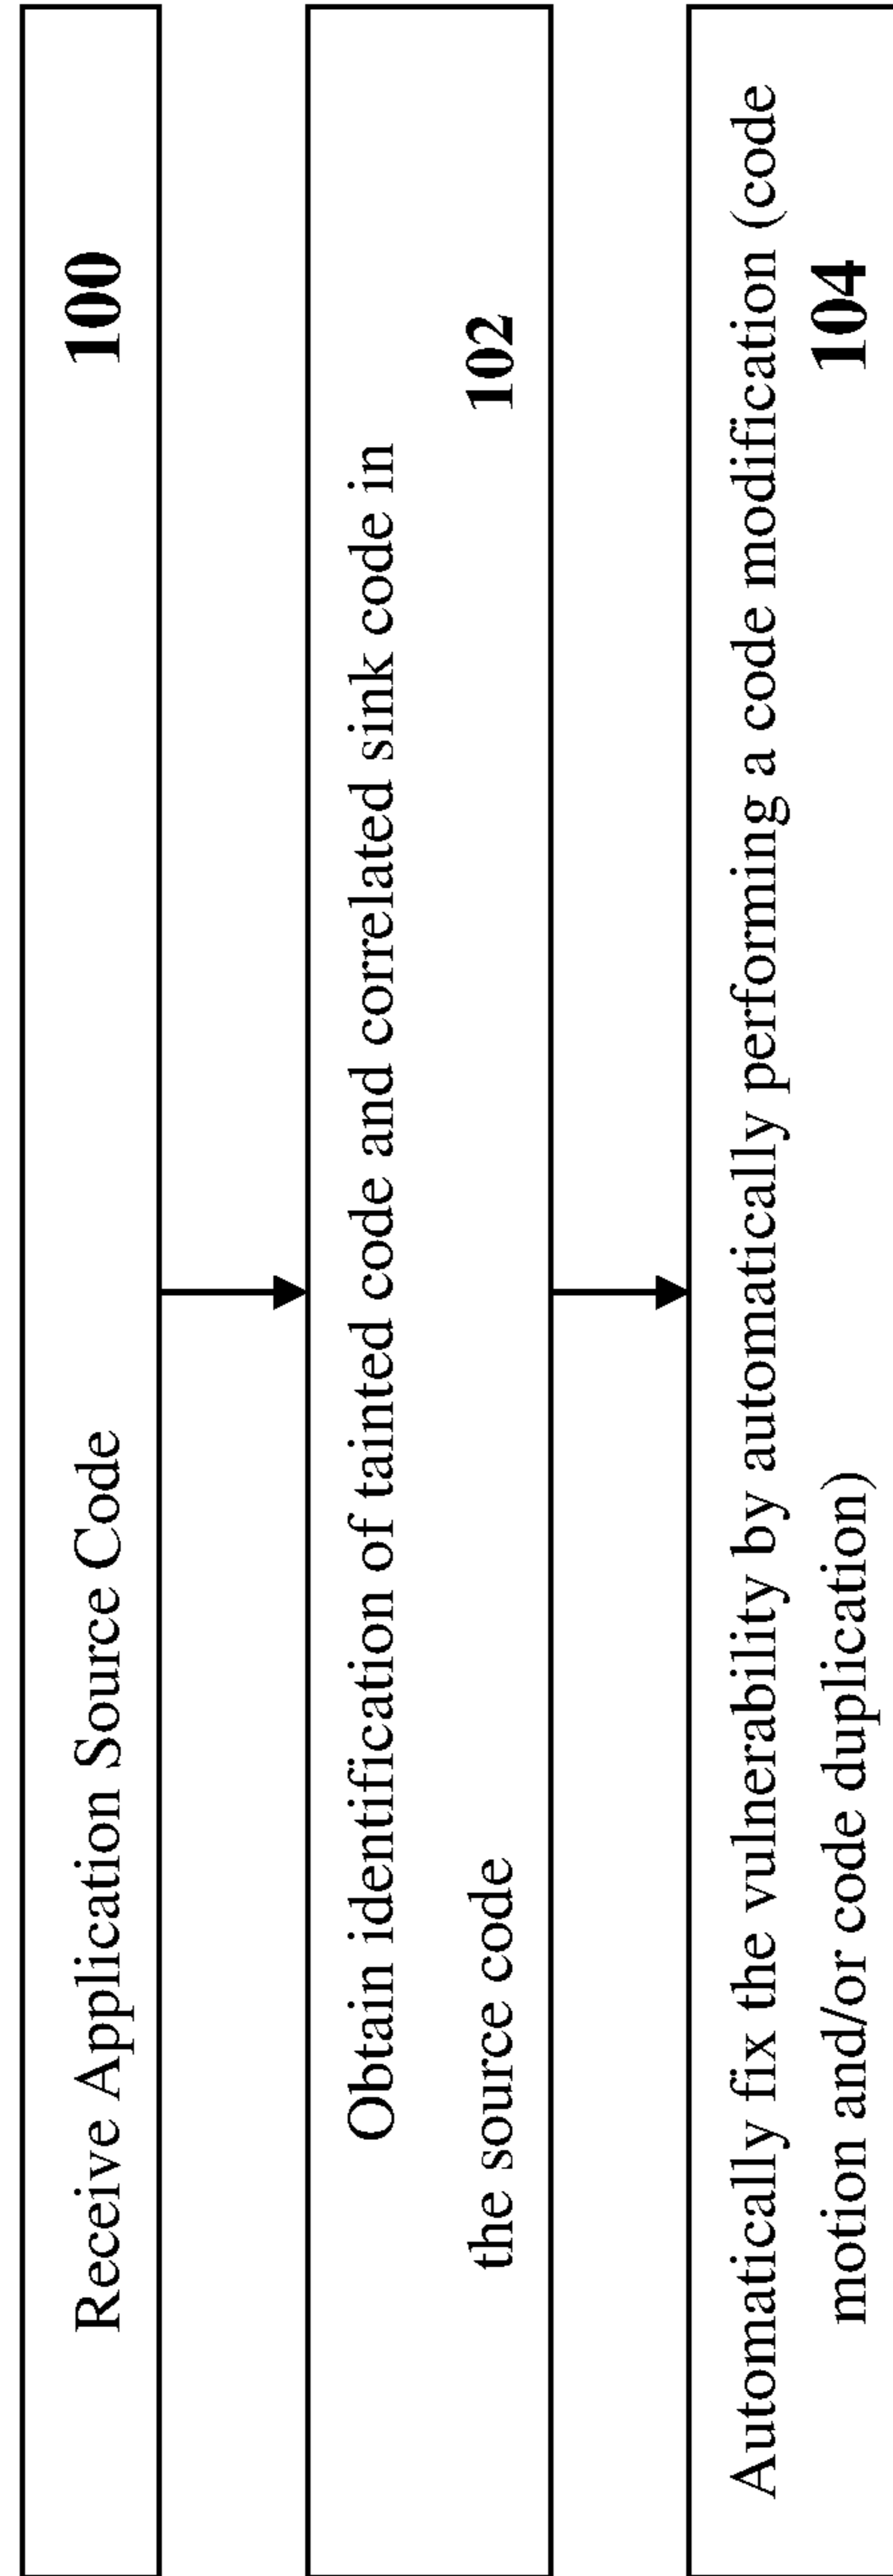 Receive Application Source Code 100
Obtain identification of tainted code and correlated sink code in
the source code 102
Automatically fix the vulnerability by automatically performing a code modification (code
motion and/or code duplication) 104